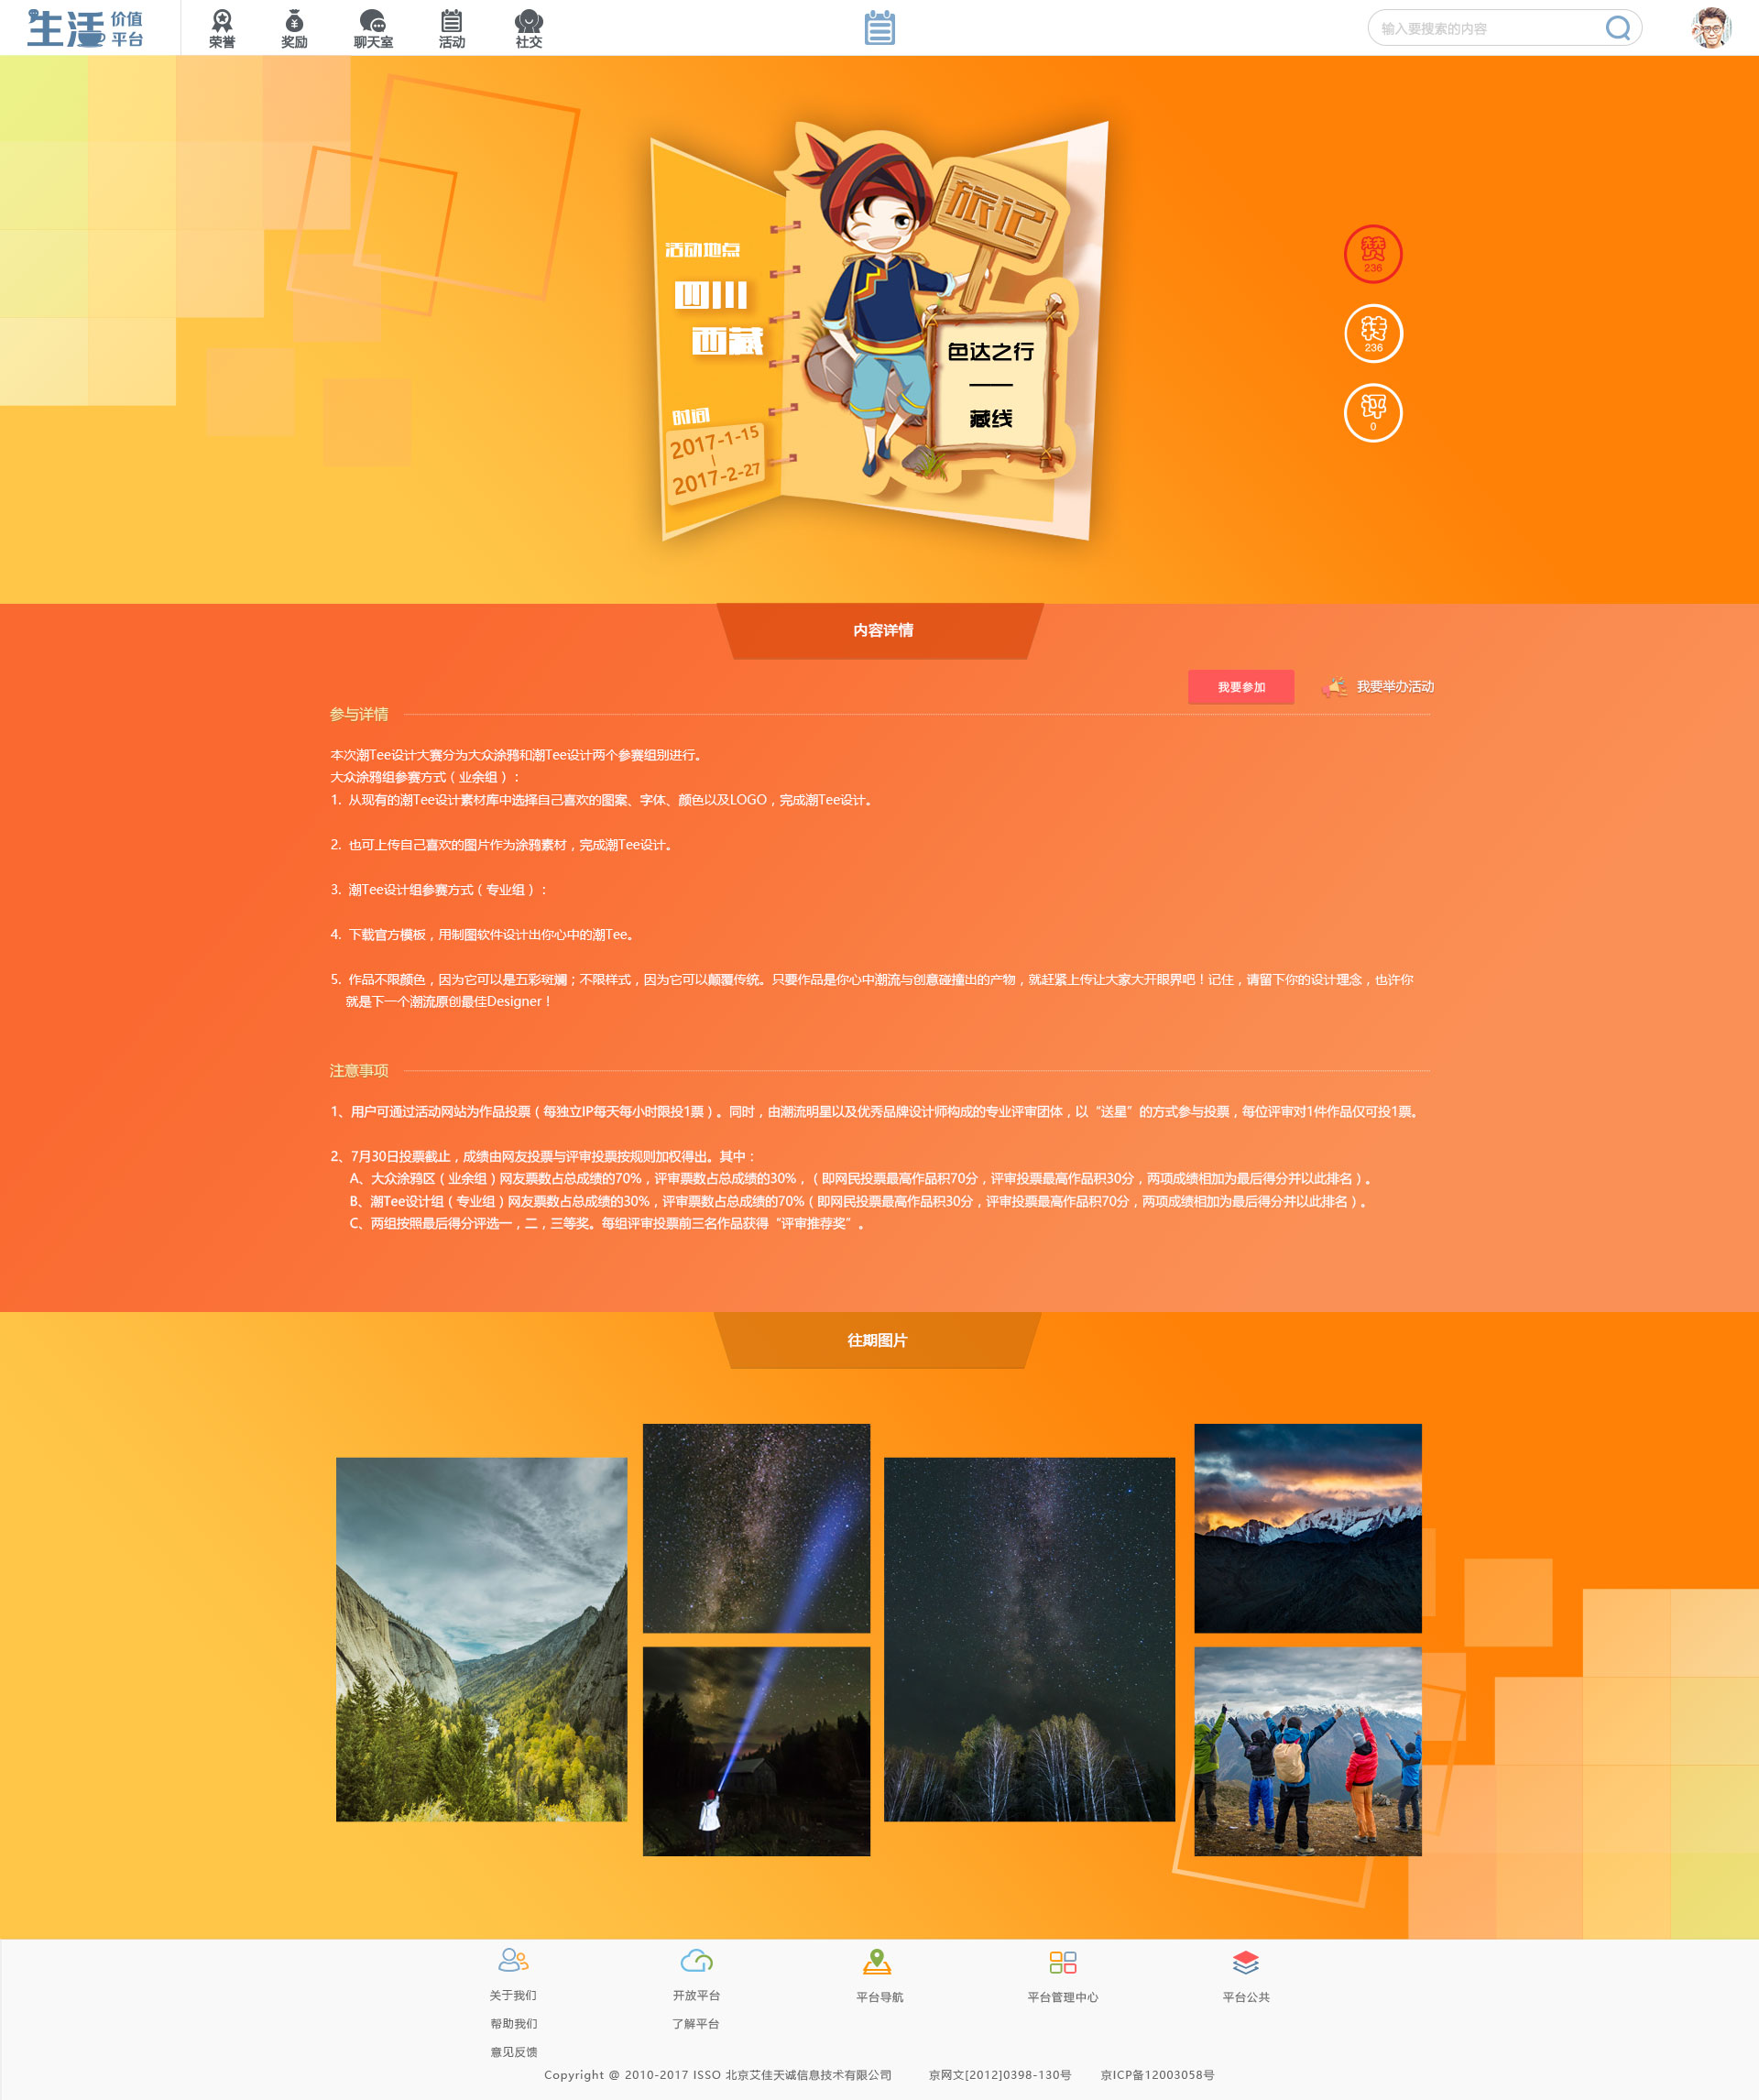 生活 价值平台
荣誉
奖励
聊天室
活动
社交
输入要搜索的内容
旅记
活动地点
四川
西藏
色达之行
——
藏线
时间
2017-1-15
|
2017-2-27
赞
236
转
236
评
0
内容详情
我要参加
我要举办活动
参与详情
本次潮Tee设计大赛分为大众涂鸦和潮Tee设计两个参赛组别进行。
大众涂鸦组参赛方式（业余组）：
1. 从现有的潮Tee设计素材库中选择自己喜欢的图案、字体、颜色以及LOGO，完成潮Tee设计。
2. 也可上传自己喜欢的图片作为涂鸦素材，完成潮Tee设计。
3. 潮Tee设计组参赛方式（专业组）：
4. 下载官方模板，用制图软件设计出你心中的潮Tee。
5. 作品不限颜色，因为它可以是五彩斑斓；不限样式，因为它可以颠覆传统。只要作品是你心中潮流与创意碰撞出的产物，就赶紧上传让大家大开眼界吧！记住，请留下你的设计理念，也许你
就是下一个潮流原创最佳Designer！
注意事项
1、用户可通过活动网站为作品投票（每独立IP每天每小时限投1票）。同时，由潮流明星以及优秀品牌设计师构成的专业评审团体，以“送星”的方式参与投票，每位评审对1件作品仅可投1票。
2、7月30日投票截止，成绩由网友投票与评审投票按规则加权得出。其中：
A、大众涂鸦区（业余组）网友票数占总成绩的70%，评审票数占总成绩的30%，（即网民投票最高作品积70分，评审投票最高作品积30分，两项成绩相加为最后得分并以此排名）。
B、潮Tee设计组（专业组）网友票数占总成绩的30%，评审票数占总成绩的70%（即网民投票最高作品积30分，评审投票最高作品积70分，两项成绩相加为最后得分并以此排名）。
C、两组按照最后得分评选一，二，三等奖。每组评审投票前三名作品获得“评审推荐奖”。
往期图片
关于我们
帮助我们
意见反馈
开放平台
了解平台
平台导航
平台管理中心
平台公共
Copyright @ 2010-2017 ISSO 北京艾佳天诚信息技术有限公司 京网文[2012]0398-130号 京ICP备12003058号